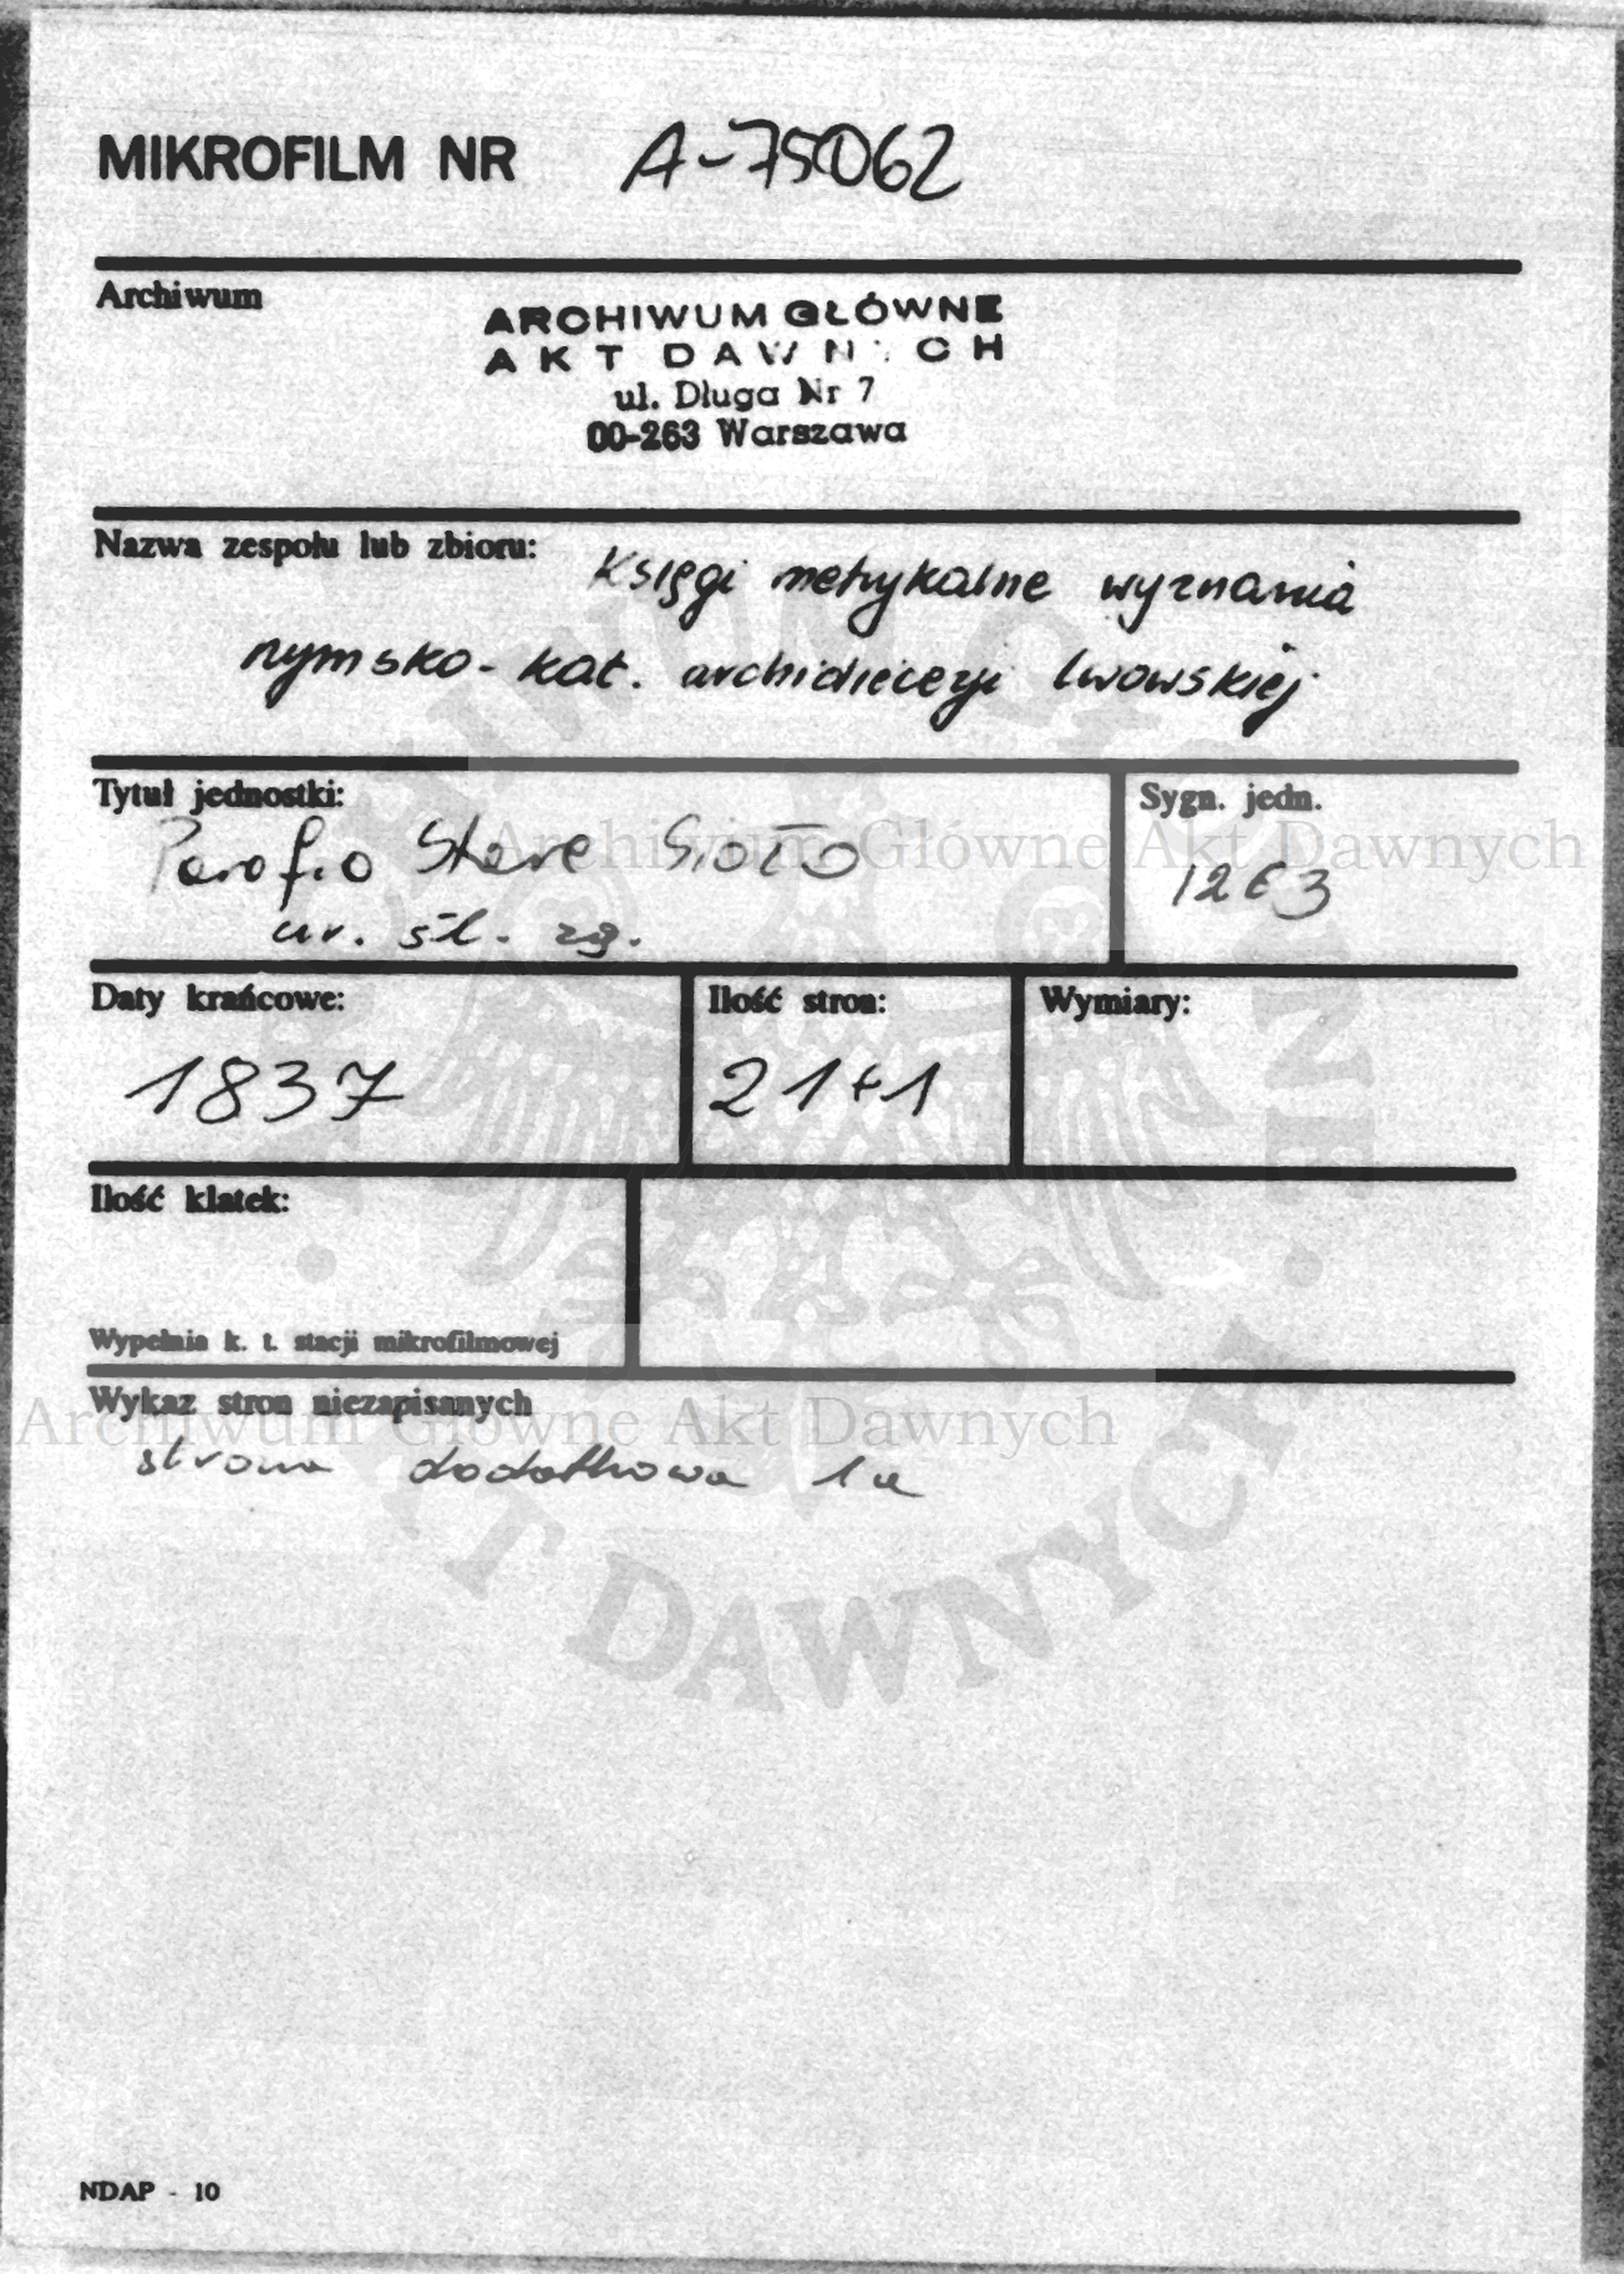 MIKROFILM NR A-75062
Archiwum
ARCHIWUM GŁÓWNE
AKT DAWNYCH
ul. Długa Nr 7
00-263 Warszawa
Nazwa zespołu lub zbioru: Księgi metrykalne wyznania
rzymsko-kat. archidiecezji lwowskiej
Tytuł jednostki:
Parafia Stare Sioło
ur. śl. zg.
Sygn. jedn.
1263
Archiwum Główne Akt Dawnych
Daty krańcowe:
1837
Ilość stron:
21+1
Wymiary:
Ilość klatek:
Wypełnia k. t. stacji mikrofilmowej
Wykaz stron niezapisanych
Archiwum Główne Akt Dawnych
strona dodatkowa 1a
AKT DAWNYCH
NDAP - 10